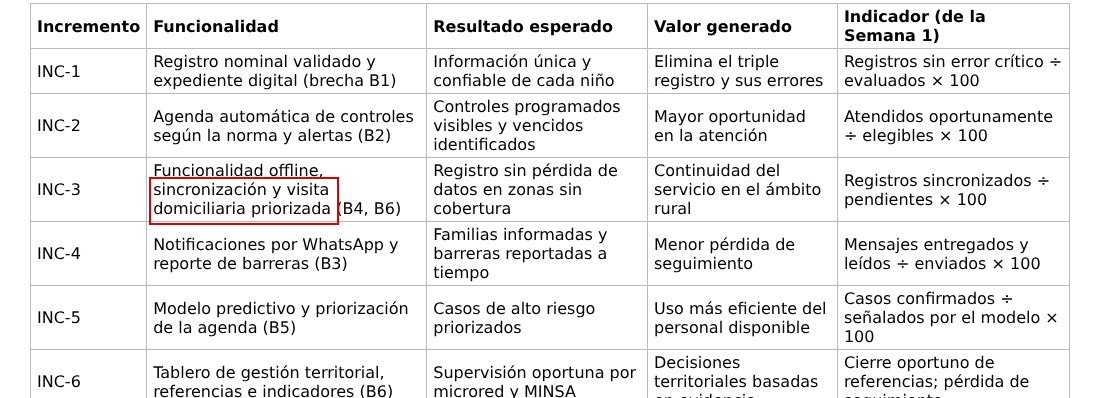 Incremento Funcionalidad Resultado esperado Valor generado Indicador (de la Semana 1)
INC-1 Registro nominal validado y expediente digital (brecha B1) Información única y confiable de cada niño Elimina el triple registro y sus errores Registros sin error crítico ÷ evaluados × 100
INC-2 Agenda automática de controles según la norma y alertas (B2) Controles programados visibles y vencidos identificados Mayor oportunidad en la atención Atendidos oportunamente ÷ elegibles × 100
INC-3 Funcionalidad offline, sincronización y visita domiciliaria priorizada (B4, B6) Registro sin pérdida de datos en zonas sin cobertura Continuidad del servicio en el ámbito rural Registros sincronizados ÷ pendientes × 100
INC-4 Notificaciones por WhatsApp y reporte de barreras (B3) Familias informadas y barreras reportadas a tiempo Menor pérdida de seguimiento Mensajes entregados y leídos ÷ enviados × 100
INC-5 Modelo predictivo y priorización de la agenda (B5) Casos de alto riesgo priorizados Uso más eficiente del personal disponible Casos confirmados ÷ señalados por el modelo × 100
INC-6 Tablero de gestión territorial, referencias e indicadores (B6) Supervisión oportuna por microred y MINSA Decisiones territoriales basadas Cierre oportuno de referencias; pérdida de